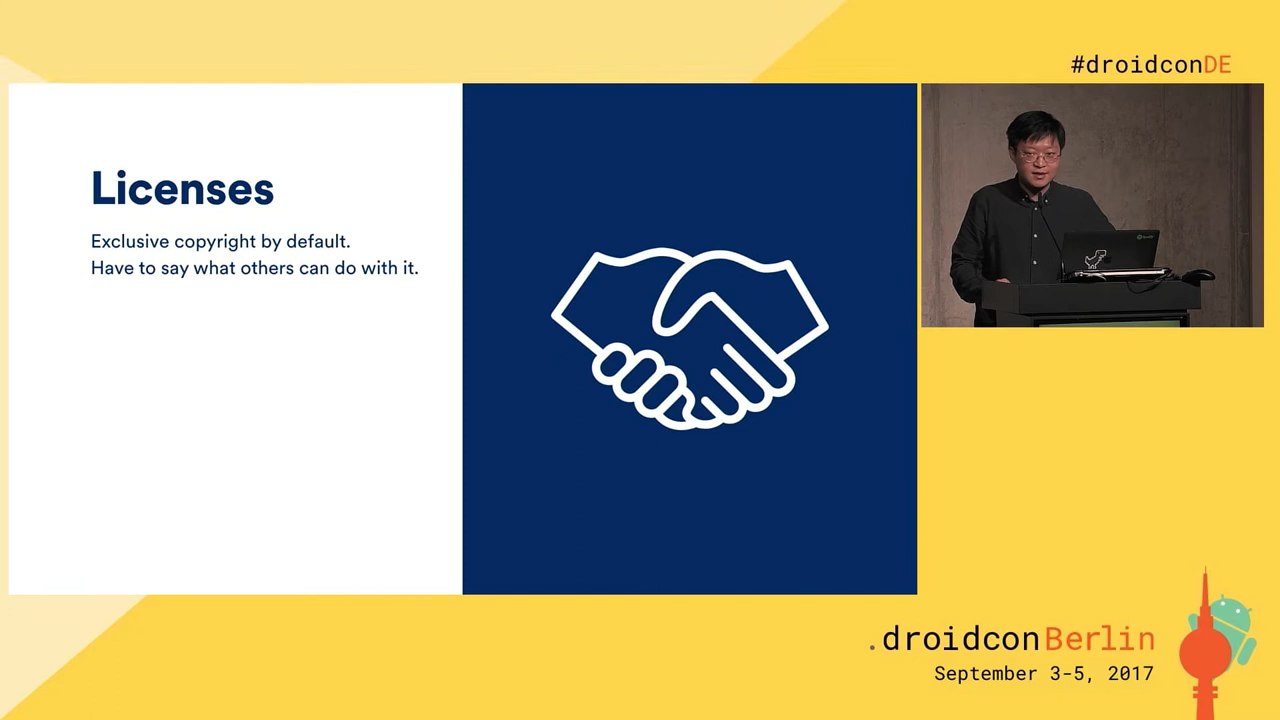 #droidconDE
Licenses
Exclusive copyright by default.
Have to say what others can do with it.
.droidconBerlin
September 3-5, 2017